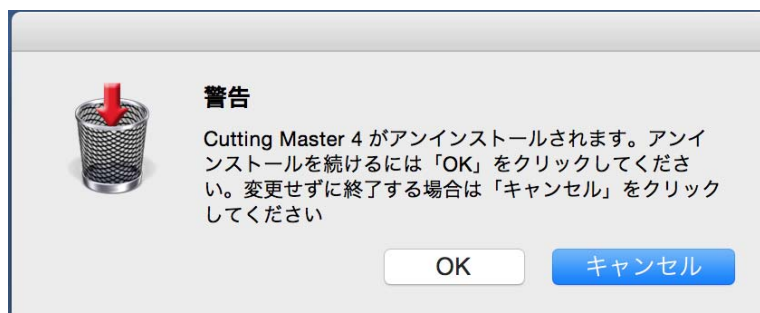 警告
Cutting Master 4 がアンインストールされます。アンイ
ンストールを続けるには「OK」をクリックしてくださ
い。変更せずに終了する場合は「キャンセル」をクリック
してください
OK
キャンセル